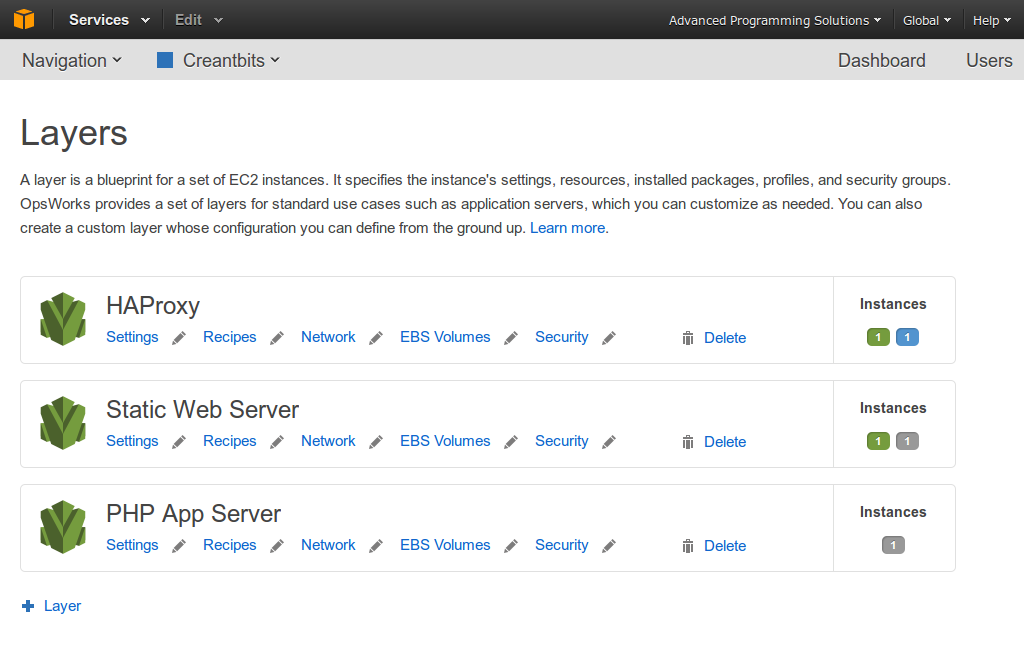 Services Edit Advanced Programming Solutions Global Help
Navigation Creantbits Dashboard Users
Layers
A layer is a blueprint for a set of EC2 instances. It specifies the instance's settings, resources, installed packages, profiles, and security groups.
OpsWorks provides a set of layers for standard use cases such as application servers, which you can customize as needed. You can also
create a custom layer whose configuration you can define from the ground up. Learn more.
HAProxy Instances
Settings Recipes Network EBS Volumes Security Delete 1 1
Static Web Server Instances
Settings Recipes Network EBS Volumes Security Delete 1 1
PHP App Server Instances
Settings Recipes Network EBS Volumes Security Delete 1
Layer